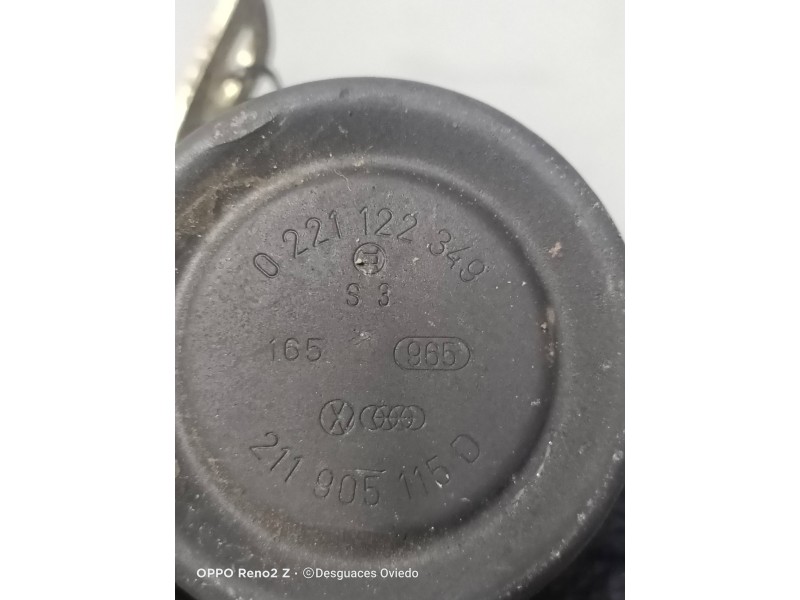 0 221 122 349
S 3
165 965
211 905 115 D
OPPO Reno2 Z • ©Desguaces Oviedo